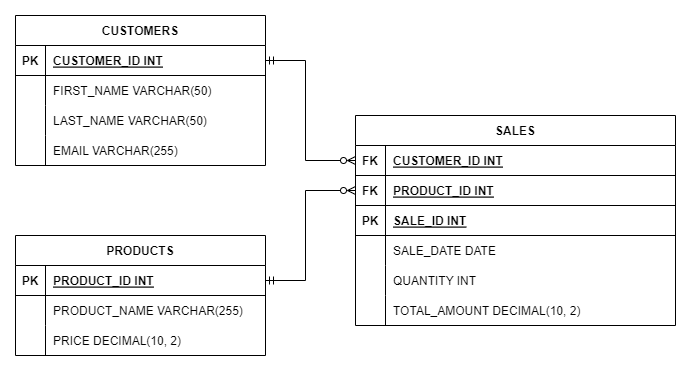 CUSTOMERS
PK CUSTOMER_ID INT
FIRST_NAME VARCHAR(50)
LAST_NAME VARCHAR(50)
EMAIL VARCHAR(255)
PRODUCTS
PK PRODUCT_ID INT
PRODUCT_NAME VARCHAR(255)
PRICE DECIMAL(10, 2)
SALES
FK CUSTOMER_ID INT
FK PRODUCT_ID INT
PK SALE_ID INT
SALE_DATE DATE
QUANTITY INT
TOTAL_AMOUNT DECIMAL(10, 2)